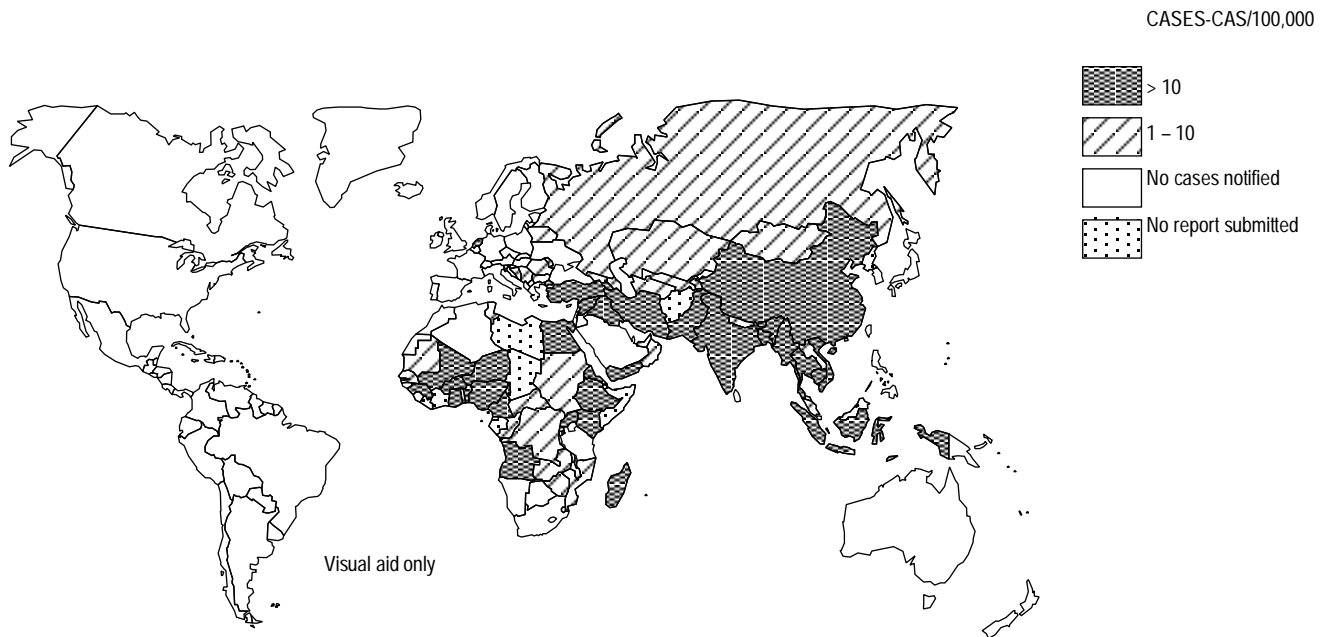 CASES-CAS/100,000
> 10
1 – 10
No cases notified
No report submitted
Visual aid only